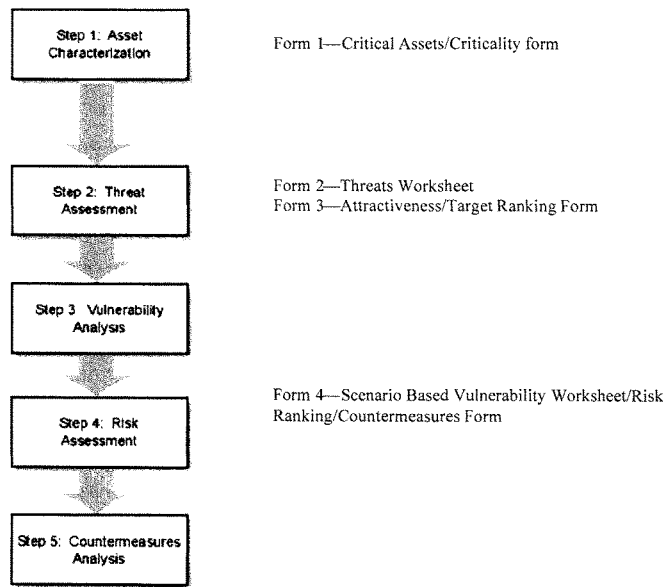 Step 1: Asset
Characterization
Form 1—Critical Assets/Criticality form
Step 2: Threat
Assessment
Form 2—Threats Worksheet
Form 3—Attractiveness/Target Ranking Form
Step 3 Vulnerability
Analysis
Step 4: Risk
Assessment
Form 4—Scenario Based Vulnerability Worksheet/Risk
Ranking/Countermeasures Form
Step 5: Countermeasures
Analysis